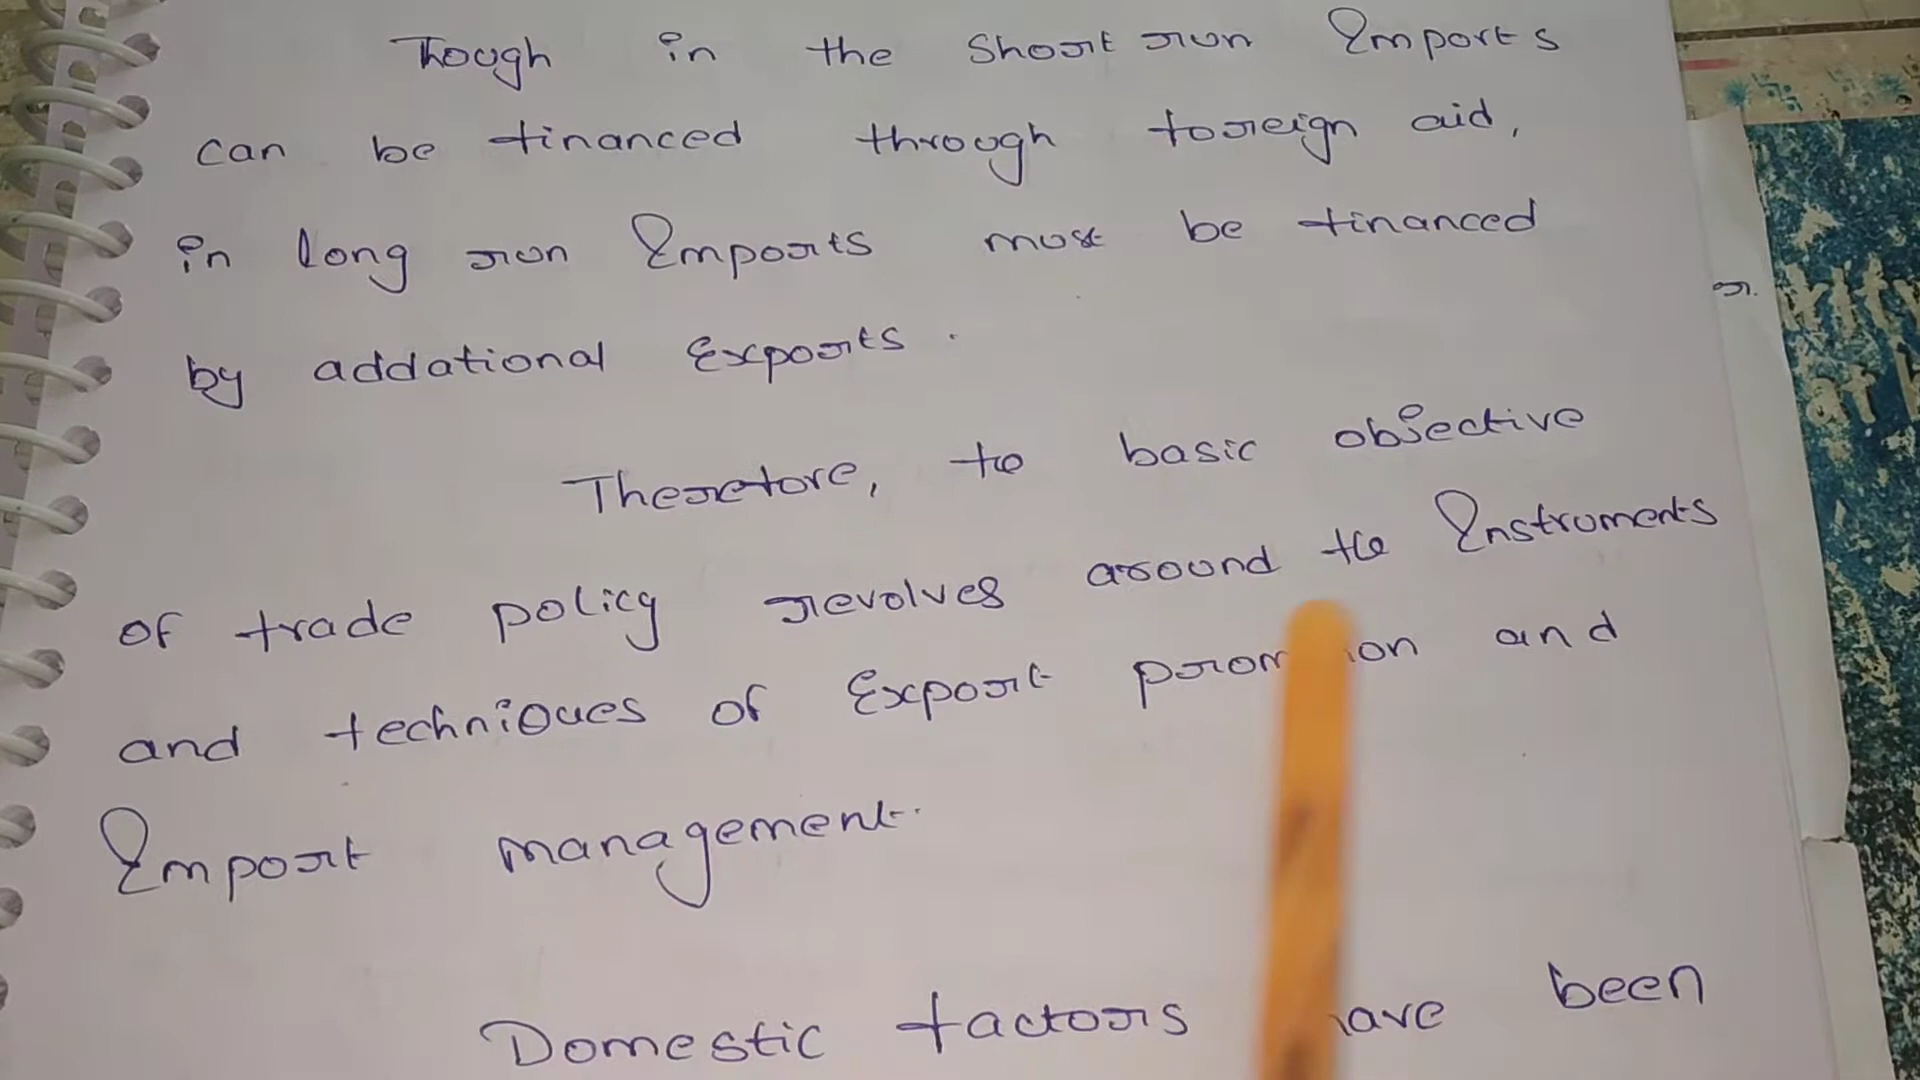 Though in the Short run Imports
can be financed through foreign aid,
in long run Imports must be financed
by addational Exports.
Therefore, the basic objective
of trade policy revolves around the Instruments
and techniques of Export and
Import management.
Domestic factors have been